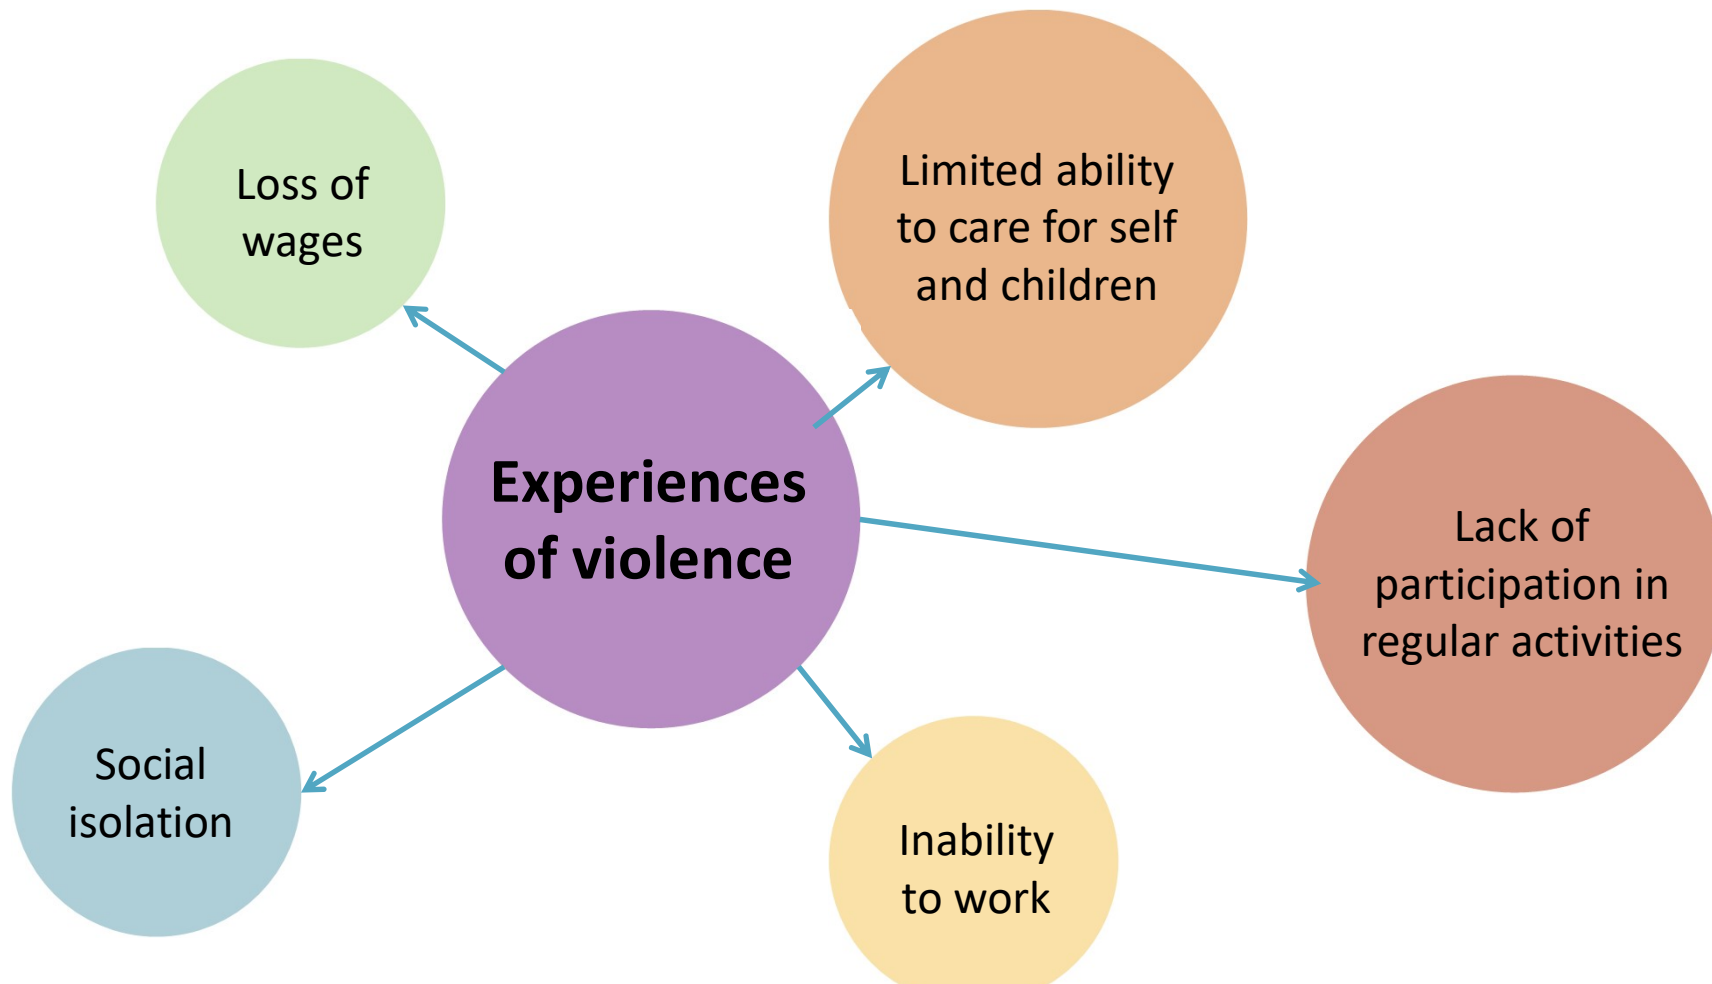 Loss of
wages
Limited ability
to care for self
and children
Experiences
of violence
Lack of
participation in
regular activities
Social
isolation
Inability
to work